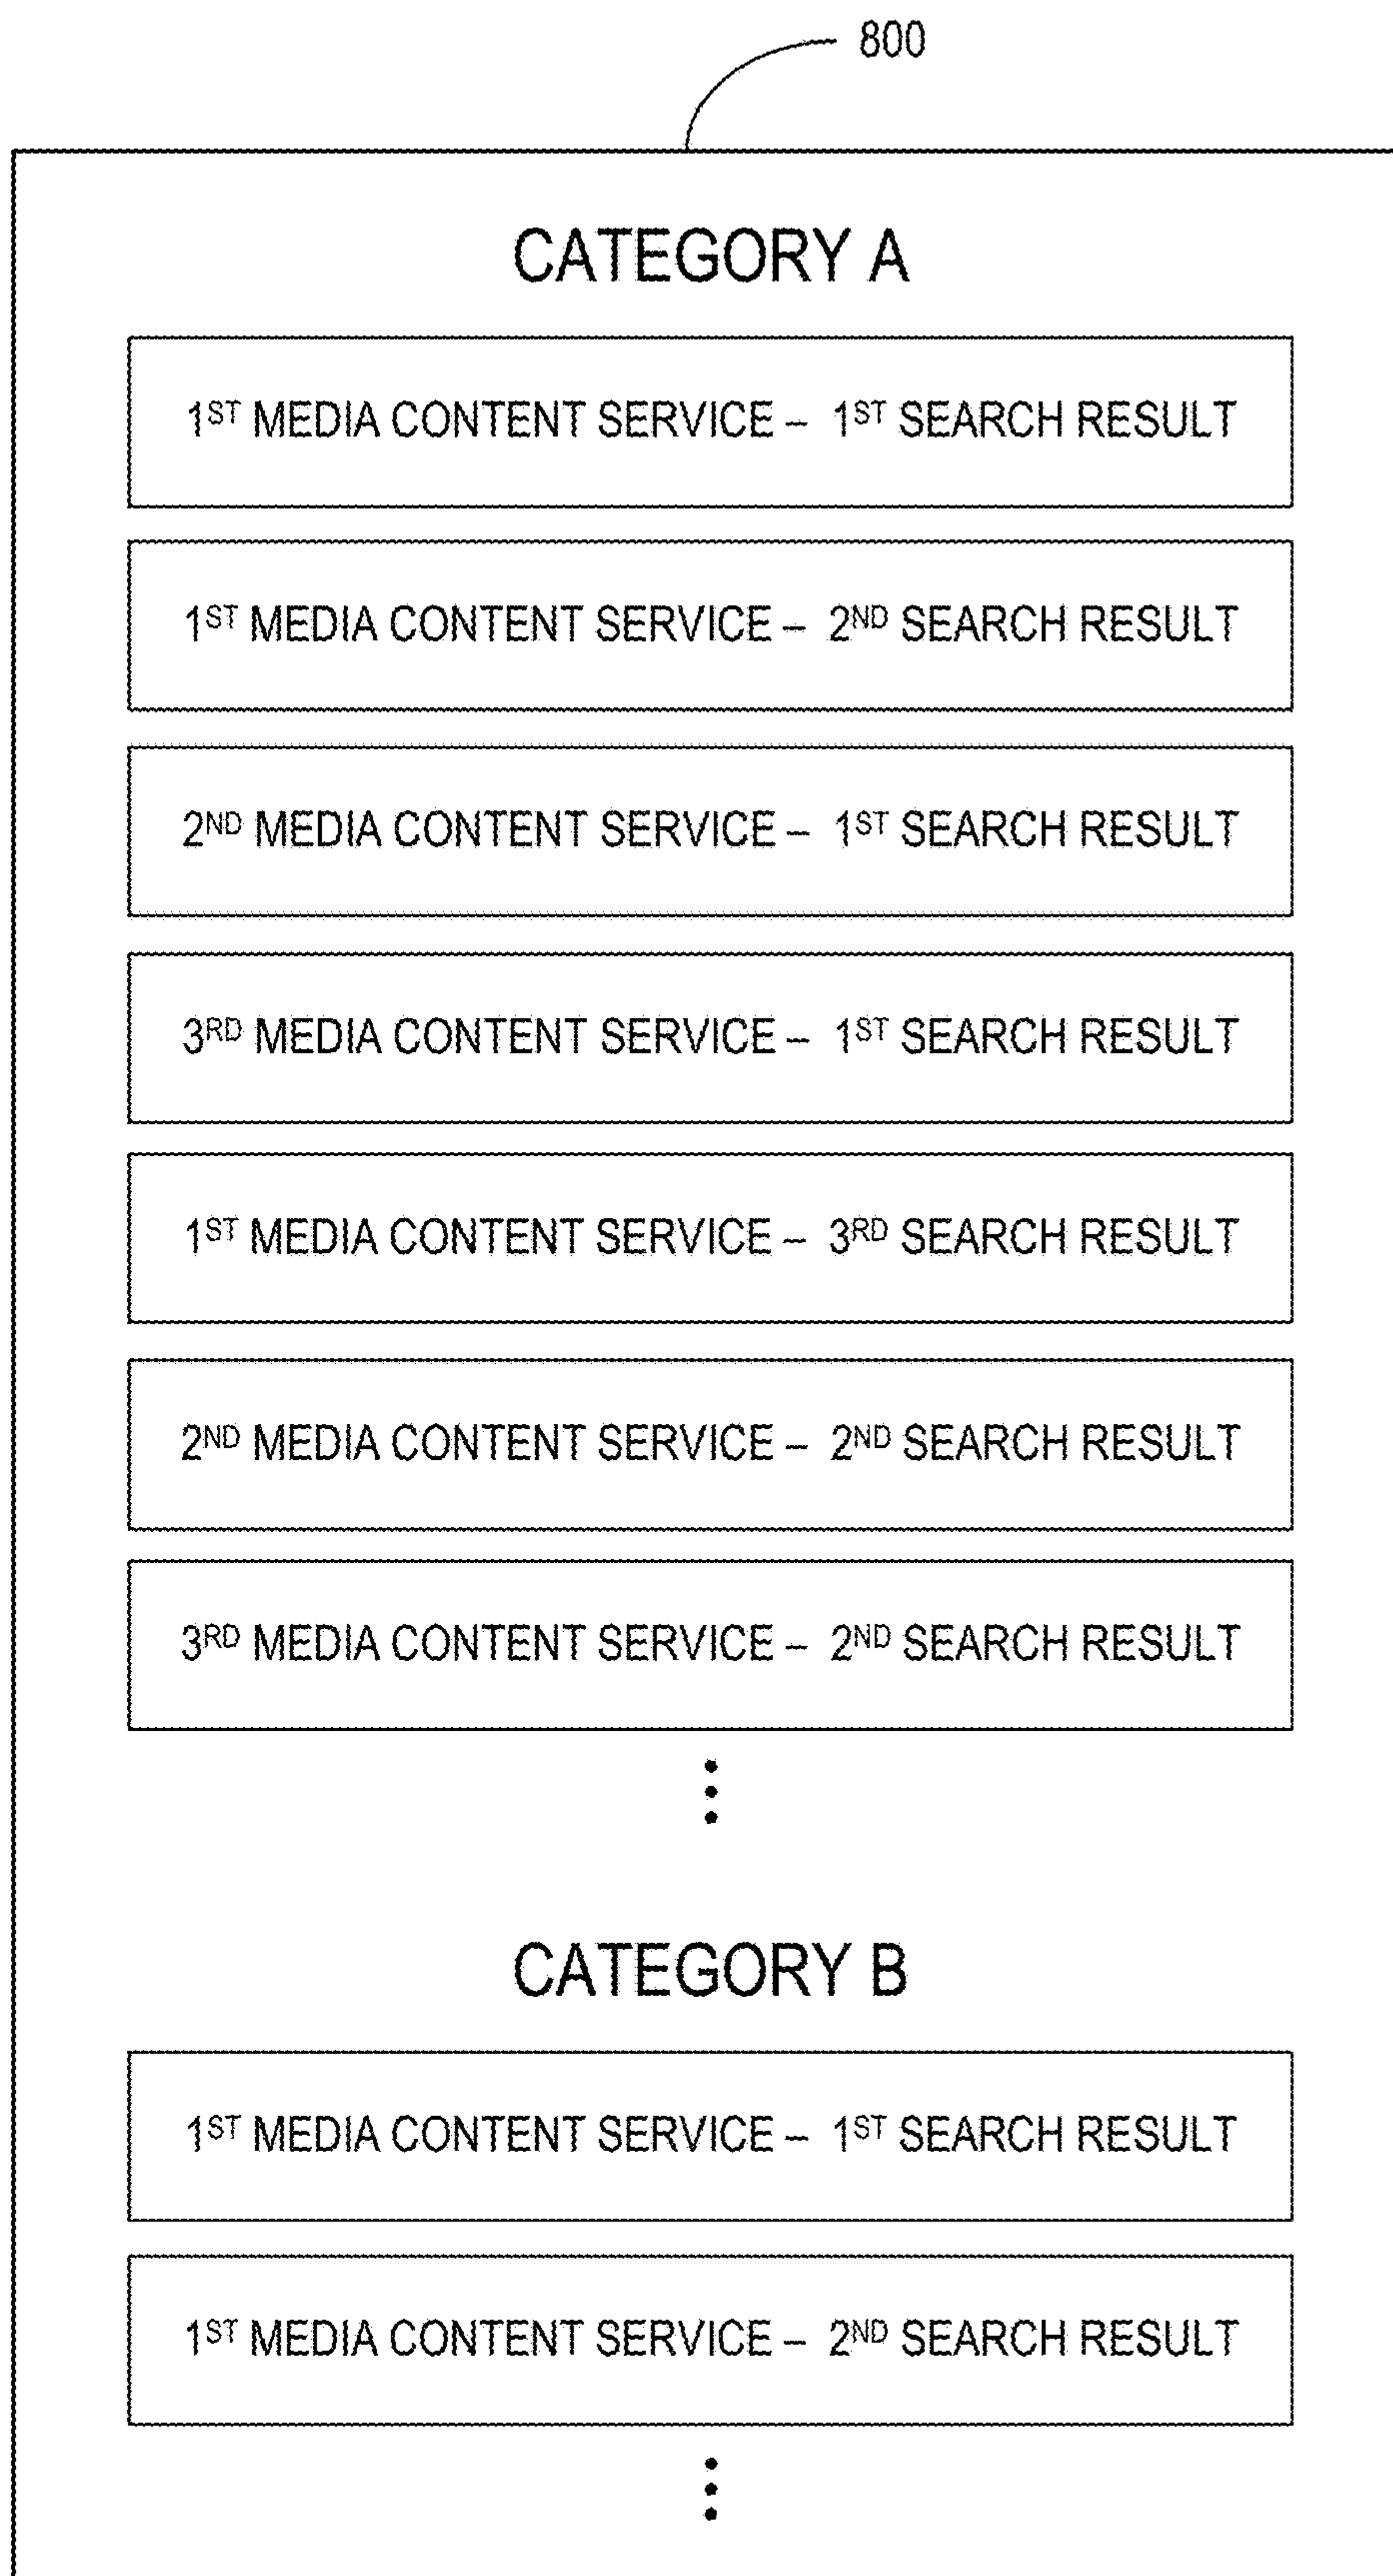 800
CATEGORY A
1ST MEDIA CONTENT SERVICE – 1ST SEARCH RESULT
1ST MEDIA CONTENT SERVICE – 2ND SEARCH RESULT
2ND MEDIA CONTENT SERVICE – 1ST SEARCH RESULT
3RD MEDIA CONTENT SERVICE – 1ST SEARCH RESULT
1ST MEDIA CONTENT SERVICE – 3RD SEARCH RESULT
2ND MEDIA CONTENT SERVICE – 2ND SEARCH RESULT
3RD MEDIA CONTENT SERVICE – 2ND SEARCH RESULT
CATEGORY B
1ST MEDIA CONTENT SERVICE – 1ST SEARCH RESULT
1ST MEDIA CONTENT SERVICE – 2ND SEARCH RESULT